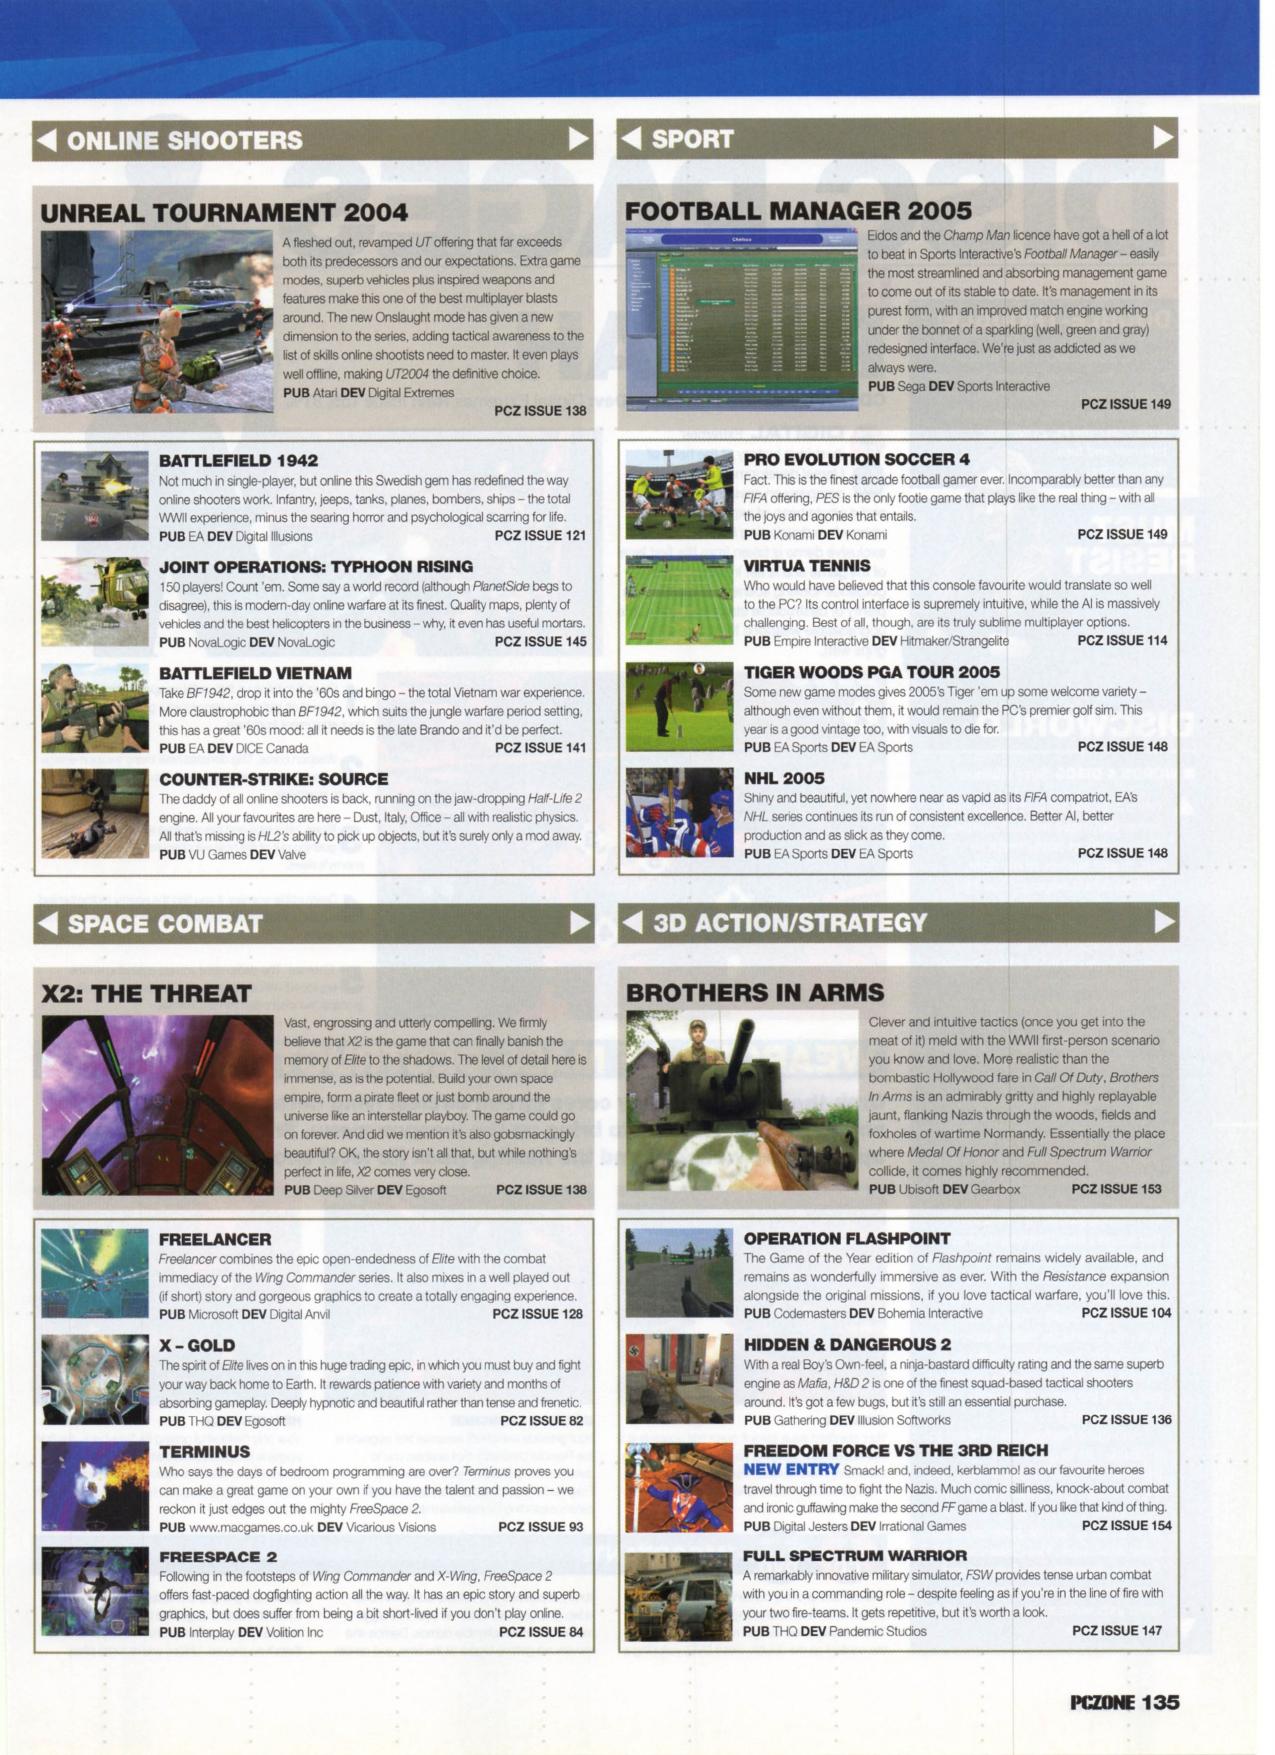 ONLINE SHOOTERS
UNREAL TOURNAMENT 2004
A fleshed out, revamped UT offering that far exceeds
both its predecessors and our expectations. Extra game
modes, superb vehicles plus inspired weapons and
features make this one of the best multiplayer blasts
around. The new Onslaught mode has given a new
dimension to the series, adding tactical awareness to the
list of skills online shootists need to master. It even plays
well offline, making UT2004 the definitive choice.
PUB Atari DEV Digital Extremes
PCZ ISSUE 138
BATTLEFIELD 1942
Not much in single-player, but online this Swedish gem has redefined the way
online shooters work. Infantry, jeeps, tanks, planes, bombers, ships – the total
WWII experience, minus the searing horror and psychological scarring for life.
PUB EA DEV Digital Illusions PCZ ISSUE 121
JOINT OPERATIONS: TYPHOON RISING
150 players! Count 'em. Some say a world record (although PlanetSide begs to
disagree), this is modern-day online warfare at its finest. Quality maps, plenty of
vehicles and the best helicopters in the business – why, it even has useful mortars.
PUB NovaLogic DEV NovaLogic PCZ ISSUE 145
BATTLEFIELD VIETNAM
Take BF1942, drop it into the '60s and bingo – the total Vietnam war experience.
More claustrophobic than BF1942, which suits the jungle warfare period setting,
this has a great '60s mood: all it needs is the late Brando and it'd be perfect.
PUB EA DEV DICE Canada PCZ ISSUE 141
COUNTER-STRIKE: SOURCE
The daddy of all online shooters is back, running on the jaw-dropping Half-Life 2
engine. All your favourites are here – Dust, Italy, Office – all with realistic physics.
All that's missing is HL2's ability to pick up objects, but it's surely only a mod away.
PUB VU Games DEV Valve
SPORT
FOOTBALL MANAGER 2005
Chelsea
Eidos and the Champ Man licence have got a hell of a lot
to beat in Sports Interactive's Football Manager – easily
the most streamlined and absorbing management game
to come out of its stable to date. It's management in its
purest form, with an improved match engine working
under the bonnet of a sparkling (well, green and gray)
redesigned interface. We're just as addicted as we
always were.
PUB Sega DEV Sports Interactive
PCZ ISSUE 149
PRO EVOLUTION SOCCER 4
Fact. This is the finest arcade football gamer ever. Incomparably better than any
FIFA offering, PES is the only footie game that plays like the real thing – with all
the joys and agonies that entails.
PUB Konami DEV Konami PCZ ISSUE 149
VIRTUA TENNIS
Who would have believed that this console favourite would translate so well
to the PC? Its control interface is supremely intuitive, while the AI is massively
challenging. Best of all, though, are its truly sublime multiplayer options.
PUB Empire Interactive DEV Hitmaker/Strangelite PCZ ISSUE 114
TIGER WOODS PGA TOUR 2005
Some new game modes gives 2005's Tiger 'em up some welcome variety –
although even without them, it would remain the PC's premier golf sim. This
year is a good vintage too, with visuals to die for.
PUB EA Sports DEV EA Sports PCZ ISSUE 148
NHL 2005
Shiny and beautiful, yet nowhere near as vapid as its FIFA compatriot, EA's
NHL series continues its run of consistent excellence. Better AI, better
production and as slick as they come.
PUB EA Sports DEV EA Sports PCZ ISSUE 148
SPACE COMBAT
X2: THE THREAT
Vast, engrossing and utterly compelling. We firmly
believe that X2 is the game that can finally banish the
memory of Elite to the shadows. The level of detail here is
immense, as is the potential. Build your own space
empire, form a pirate fleet or just bomb around the
universe like an interstellar playboy. The game could go
on forever. And did we mention it's also gobsmackingly
beautiful? OK, the story isn't all that, but while nothing's
perfect in life, X2 comes very close.
PUB Deep Silver DEV Egosoft PCZ ISSUE 138
FREELANCER
Freelancer combines the epic open-endedness of Elite with the combat
immediacy of the Wing Commander series. It also mixes in a well played out
(if short) story and gorgeous graphics to create a totally engaging experience.
PUB Microsoft DEV Digital Anvil PCZ ISSUE 128
X – GOLD
The spirit of Elite lives on in this huge trading epic, in which you must buy and fight
your way back home to Earth. It rewards patience with variety and months of
absorbing gameplay. Deeply hypnotic and beautiful rather than tense and frenetic.
PUB THQ DEV Egosoft PCZ ISSUE 82
TERMINUS
Who says the days of bedroom programming are over? Terminus proves you
can make a great game on your own if you have the talent and passion – we
reckon it just edges out the mighty FreeSpace 2.
PUB www.macgames.co.uk DEV Vicarious Visions PCZ ISSUE 93
FREESPACE 2
Following in the footsteps of Wing Commander and X-Wing, FreeSpace 2
offers fast-paced dogfighting action all the way. It has an epic story and superb
graphics, but does suffer from being a bit short-lived if you don't play online.
PUB Interplay DEV Volition Inc PCZ ISSUE 84
3D ACTION/STRATEGY
BROTHERS IN ARMS
Clever and intuitive tactics (once you get into the
meat of it) meld with the WWII first-person scenario
you know and love. More realistic than the
bombastic Hollywood fare in Call Of Duty, Brothers
In Arms is an admirably gritty and highly replayable
jaunt, flanking Nazis through the woods, fields and
foxholes of wartime Normandy. Essentially the place
where Medal Of Honor and Full Spectrum Warrior
collide, it comes highly recommended.
PUB Ubisoft DEV Gearbox PCZ ISSUE 153
OPERATION FLASHPOINT
The Game of the Year edition of Flashpoint remains widely available, and
remains as wonderfully immersive as ever. With the Resistance expansion
alongside the original missions, if you love tactical warfare, you'll love this.
PUB Codemasters DEV Bohemia Interactive PCZ ISSUE 104
HIDDEN & DANGEROUS 2
With a real Boy's Own-feel, a ninja-bastard difficulty rating and the same superb
engine as Mafia, H&D 2 is one of the finest squad-based tactical shooters
around. It's got a few bugs, but it's still an essential purchase.
PUB Gathering DEV Illusion Softworks PCZ ISSUE 136
FREEDOM FORCE VS THE 3RD REICH
NEW ENTRY Smack! and, indeed, kerblammo! as our favourite heroes
travel through time to fight the Nazis. Much comic silliness, knock-about combat
and ironic guffawing make the second FF game a blast. If you like that kind of thing.
PUB Digital Jesters DEV Irrational Games PCZ ISSUE 154
FULL SPECTRUM WARRIOR
A remarkably innovative military simulator, FSW provides tense urban combat
with you in a commanding role – despite feeling as if you're in the line of fire with
your two fire-teams. It gets repetitive, but it's worth a look.
PUB THQ DEV Pandemic Studios PCZ ISSUE 147
PCZONE 135